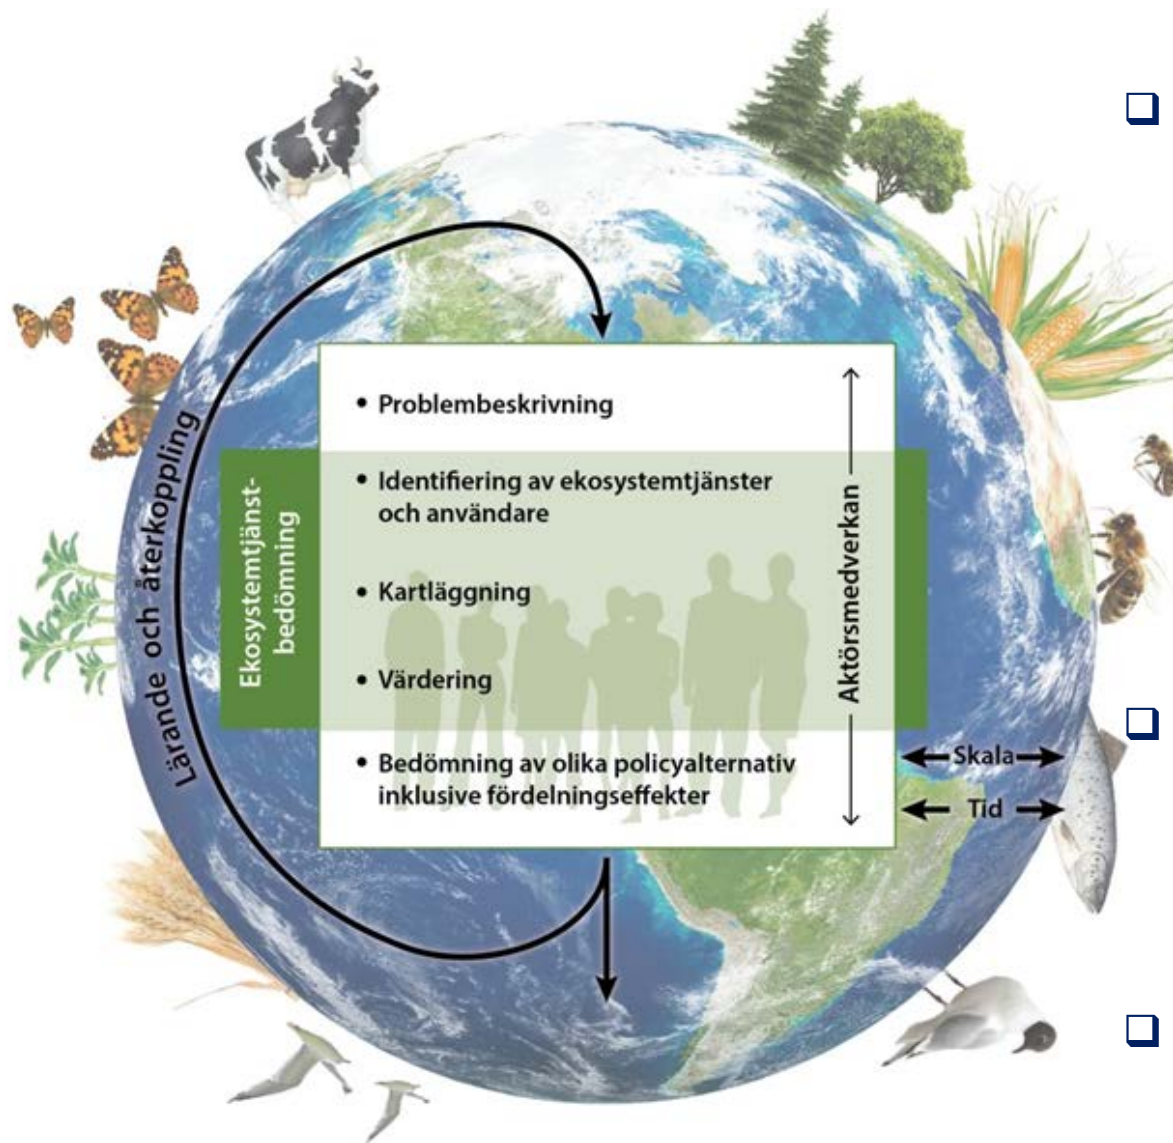 Lärande och återkoppling
Ekosystemtjänst-
bedömning
• Problembeskrivning
• Identifiering av ekosystemtjänster
och användare
• Kartläggning
• Värdering
• Bedömning av olika policyalternativ
inklusive fördelningseffekter
Aktörsmedverkan
Skala
Tid